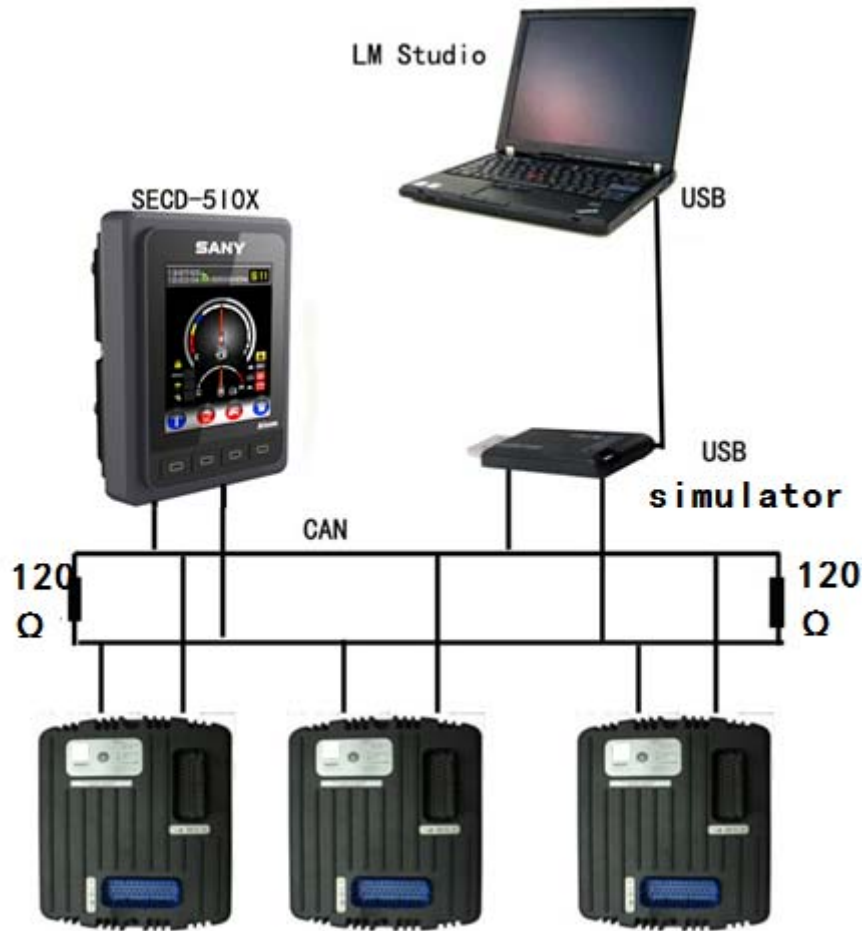 LM Studio
SECD-510X
USB
SANY
USB
simulator
CAN
120
Ω
120
Ω